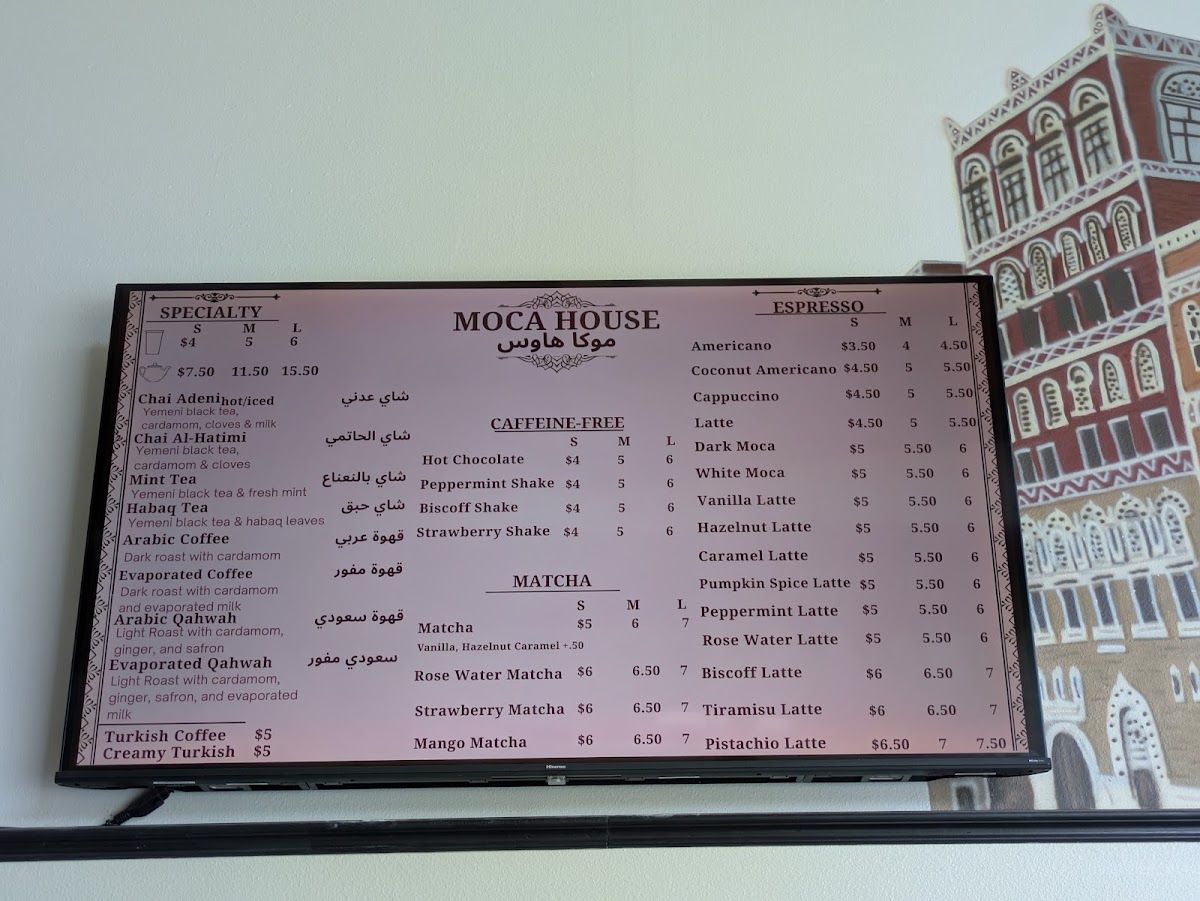 SPECIALTY
S M L
$4 5 6
$7.50 11.50 15.50
Chai Adeni hot/iced شاي عدني
Yemeni black tea,
cardamom, cloves & milk
Chai Al-Hatimi شاي الحاتمي
Yemeni black tea,
cardamom & cloves
Mint Tea شاي بالنعناع
Yemeni black tea & fresh mint
Habaq Tea شاي حبق
Yemeni black tea & habaq leaves
Arabic Coffee قهوة عربي
Dark roast with cardamom
Evaporated Coffee قهوة مفور
Dark roast with cardamom
and evaporated milk
Arabic Qahwah قهوة سعودي
Light Roast with cardamom,
ginger, and safron
Evaporated Qahwah سعودي مفور
Light Roast with cardamom,
ginger, safron, and evaporated
milk
Turkish Coffee $5
Creamy Turkish $5
MOCA HOUSE
موكا هاوس
CAFFEINE-FREE
S M L
Hot Chocolate $4 5 6
Peppermint Shake $4 5 6
Biscoff Shake $4 5 6
Strawberry Shake $4 5 6
MATCHA
S M L
Matcha $5 6 7
Vanilla, Hazelnut Caramel +.50
Rose Water Matcha $6 6.50 7
Strawberry Matcha $6 6.50 7
Mango Matcha $6 6.50 7
ESPRESSO
S M L
Americano $3.50 4 4.50
Coconut Americano $4.50 5 5.50
Cappuccino $4.50 5 5.50
Latte $4.50 5 5.50
Dark Moca $5 5.50 6
White Moca $5 5.50 6
Vanilla Latte $5 5.50 6
Hazelnut Latte $5 5.50 6
Caramel Latte $5 5.50 6
Pumpkin Spice Latte $5 5.50 6
Peppermint Latte $5 5.50 6
Rose Water Latte $5 5.50 6
Biscoff Latte $6 6.50 7
Tiramisu Latte $6 6.50 7
Pistachio Latte $6.50 7 7.50
Hisense